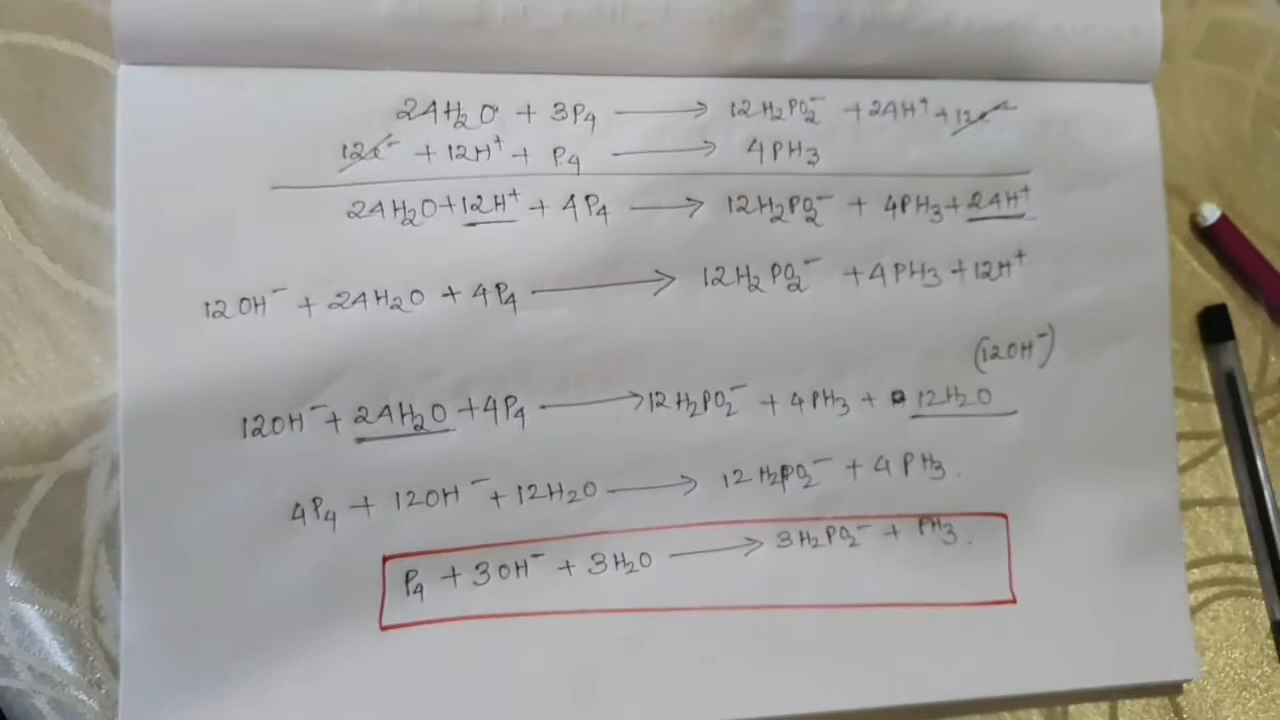 24H₂O + 3P₄ ⟶ 12H₂PO₂⁻ + 24H⁺ + 12e⁻
12e⁻ + 12H⁺ + P₄ ⟶ 4PH₃
24H₂O + 12H⁺ + 4P₄ ⟶ 12H₂PO₂⁻ + 4PH₃ + 24H⁺
12OH⁻ + 24H₂O + 4P₄ ⟶ 12H₂PO₂⁻ + 4PH₃ + 12H⁺
(12OH⁻)
12OH⁻ + 24H₂O + 4P₄ ⟶ 12H₂PO₂⁻ + 4PH₃ + 12H₂O
4P₄ + 12OH⁻ + 12H₂O ⟶ 12H₂PO₂⁻ + 4PH₃.
P₄ + 3OH⁻ + 3H₂O ⟶ 3H₂PO₂⁻ + PH₃.